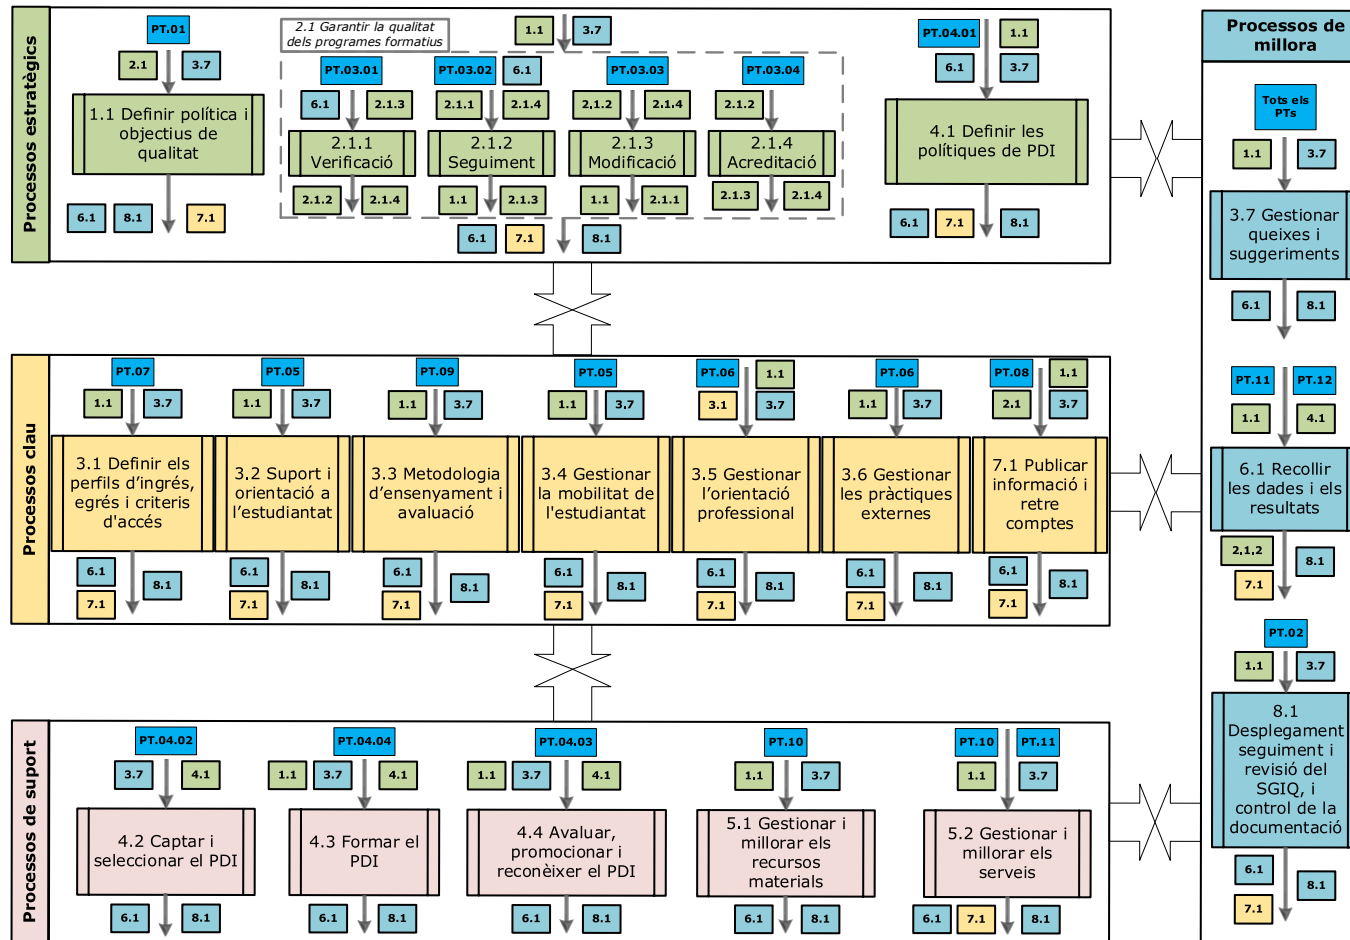 Processos estratègics
PT.01
2.1 3.7
1.1 Definir política i
objectius de
qualitat
6.1 8.1 7.1
2.1 Garantir la qualitat
dels programes formatius
1.1 3.7
PT.03.01
6.1 2.1.3
2.1.1
Verificació
2.1.2 2.1.4
PT.03.02 6.1
2.1.1 2.1.4
2.1.2
Seguiment
1.1 2.1.3
PT.03.03
2.1.2 2.1.4
2.1.3
Modificació
1.1 2.1.1
PT.03.04
2.1.2
2.1.4
Acreditació
2.1.3 2.1.4
6.1 7.1 8.1
PT.04.01 1.1
6.1 3.7
4.1 Definir les
polítiques de PDI
6.1 7.1 8.1
Processos clau
PT.07
1.1 3.7
3.1 Definir els
perfils d'ingrés,
egrés i criteris
d'accés
6.1 8.1
7.1
PT.05
1.1 3.7
3.2 Suport i
orientació a
l'estudiantat
6.1 8.1
7.1
PT.09
1.1 3.7
3.3 Metodologia
d'ensenyament i
avaluació
6.1 8.1
7.1
PT.05
1.1 3.7
3.4 Gestionar
la mobilitat de
l'estudiantat
6.1 8.1
7.1
PT.06 1.1
3.1 3.7
3.5 Gestionar
l'orientació
professional
6.1 8.1
7.1
PT.06
1.1 3.7
3.6 Gestionar
les pràctiques
externes
6.1 8.1
7.1
PT.08 1.1
2.1 3.7
7.1 Publicar
informació i
retre
comptes
6.1 8.1
7.1
Processos de suport
PT.04.02
3.7 4.1
4.2 Captar i
seleccionar el PDI
6.1 8.1
PT.04.04
1.1 3.7 4.1
4.3 Formar el
PDI
6.1 8.1
PT.04.03
1.1 3.7 4.1
4.4 Avaluar,
promocionar i
reconèixer el PDI
6.1 8.1
PT.10
1.1 3.7
5.1 Gestionar i
millorar els
recursos
materials
6.1 8.1
PT.10 PT.11
1.1 3.7
5.2 Gestionar i
millorar els
serveis
6.1 7.1 8.1
Processos de
millora
Tots els
PTs
1.1 3.7
3.7 Gestionar
queixes i
suggeriments
6.1 8.1
PT.11 PT.12
1.1 4.1
6.1 Recollir
les dades i els
resultats
2.1.2 8.1
7.1
PT.02
1.1 3.7
8.1
Desplegament
seguiment i
revisió del
SGIQ, i
control de la
documentació
6.1 8.1
7.1